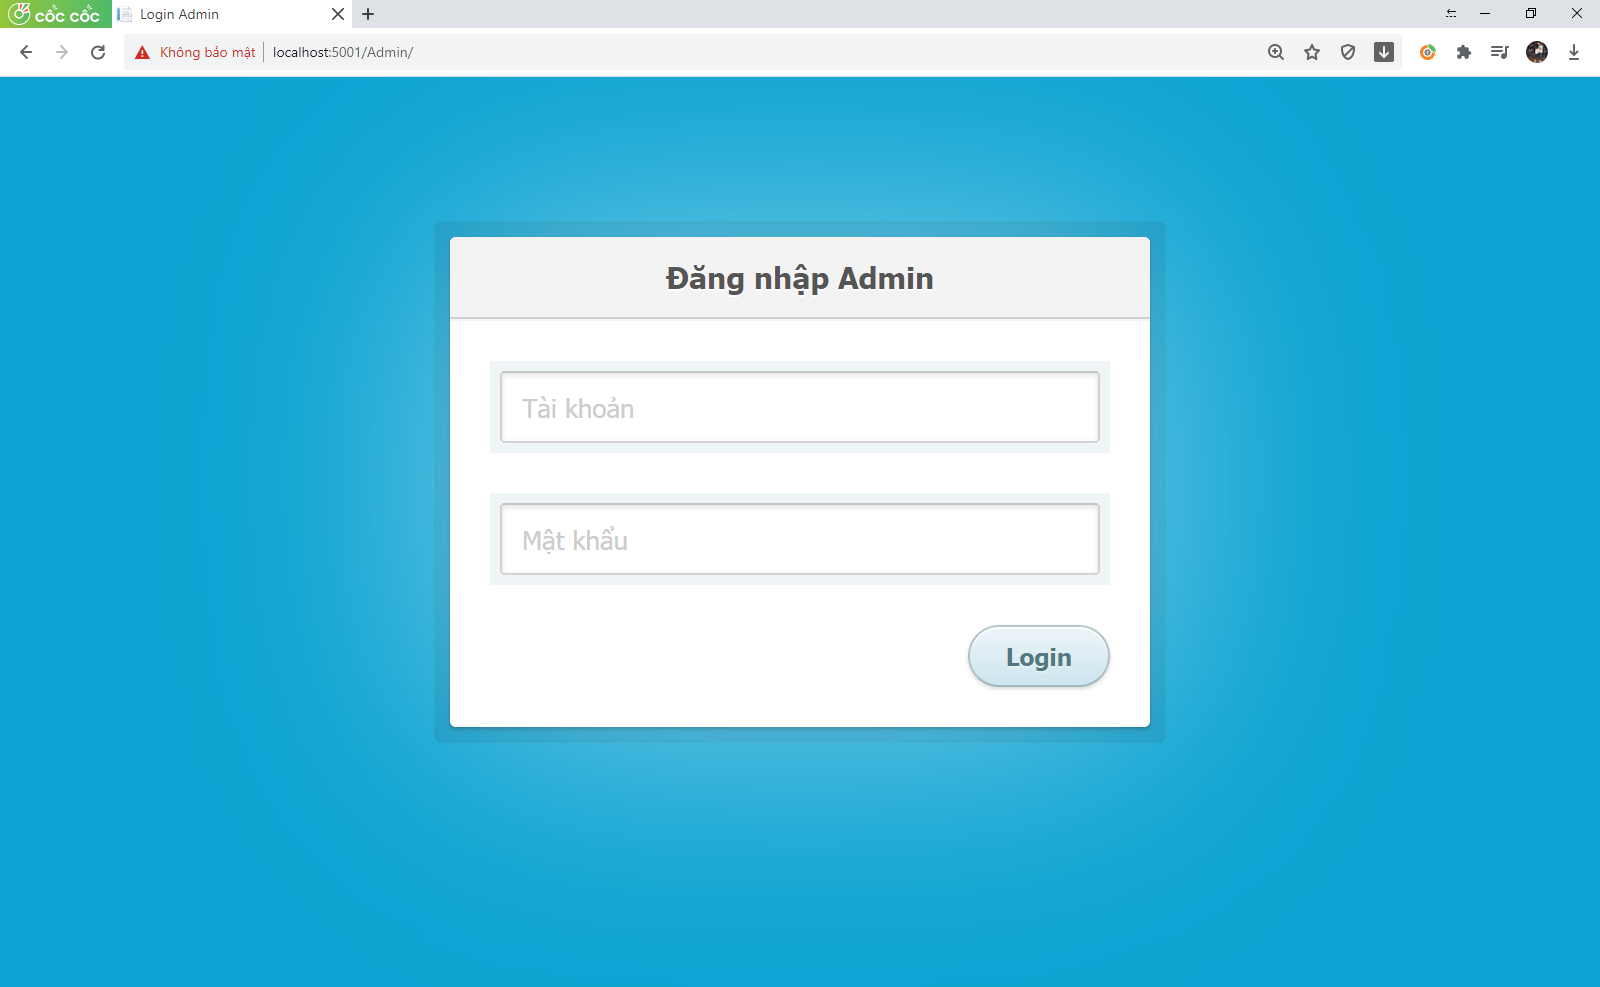 cốc cốc Login Admin
Không bảo mật localhost:5001/Admin/
Đăng nhập Admin
Tài khoản
Mật khẩu
Login